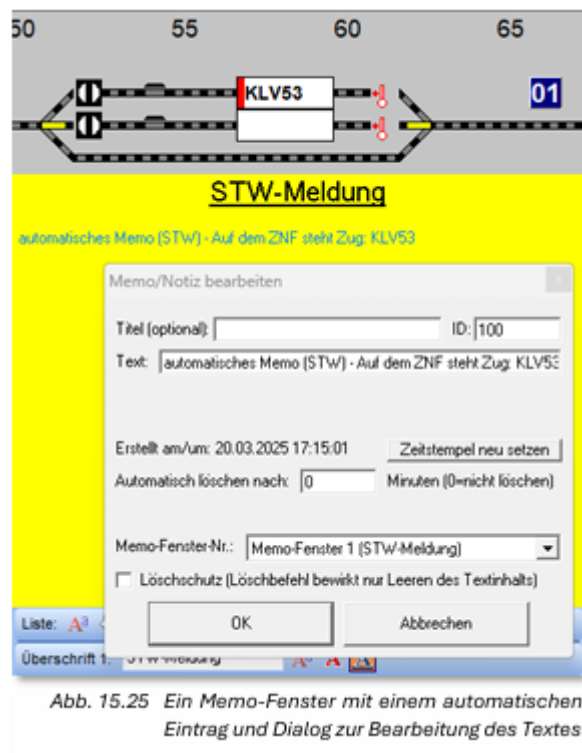 50 55 60 65
KLV53
01
STW-Meldung
automatisches Memo (STW) - Auf dem ZNF steht Zug: KLV53
Memo/Notiz bearbeiten
Titel (optional): ID: 100
Text: automatisches Memo (STW) - Auf dem ZNF steht Zug: KLV53
Erstellt am/um: 20.03.2025 17:15:01 Zeitstempel neu setzen
Automatisch löschen nach: 0 Minuten (0=nicht löschen)
Memo-Fenster-Nr.: Memo-Fenster 1 (STW-Meldung)
Löschschutz (Löschbefehl bewirkt nur Leeren des Textinhalts)
Liste: Aa OK Abbrechen
Überschrift 1: STW-Meldung Aa A A
Abb. 15.25 Ein Memo-Fenster mit einem automatischen
Eintrag und Dialog zur Bearbeitung des Textes